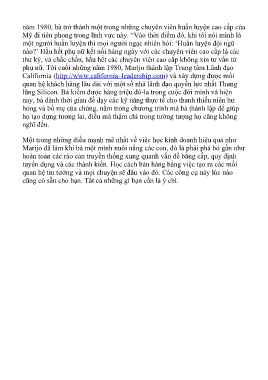 năm 1980, bà trở thành một trong những chuyên viên huấn luyện cao cấp của
Mỹ đi tiên phong trong lĩnh vực này. "Vào thời điểm đó, khi tôi nói mình là
một người huấn luyện thì mọi người ngạc nhiên hỏi: 'Huấn luyện đội ngũ
nào?' Hầu hết phụ nữ kết nối hàng ngày với các chuyên viên cao cấp là các
thư ký, và chắc chắn, hầu hết các chuyên viên cao cấp không xin tư vấn từ
phụ nữ. Tới cuối những năm 1980, Marijo thành lập Trung tâm Lãnh đạo
California (http://www.california-leadership.com) và xây dựng được mối
quan hệ khách hàng lâu dài với một số nhà lãnh đạo quyền lực nhất Thung
lũng Silicon. Bà kiếm được hàng triệu đô-la trong cuộc đời mình và hiện
nay, bà dành thời gian để dạy các kỹ năng thực tế cho thanh thiếu niên hư
hỏng và bố mẹ của chúng, nằm trong chương trình mà bà thành lập để giúp
họ tạo dựng tương lai, điều mà thậm chí trong tưởng tượng họ cũng không
nghĩ đến.
Một trong những điều mạnh mẽ nhất về việc học kinh doanh hiệu quả như
Marijo đã làm khi bà một mình nuôi nấng các con, đó là phải phá bỏ gần như
hoàn toàn các rào cản truyền thống xung quanh vấn đề bằng cấp, quy định
tuyển dụng và các thành kiến. Học cách bán hàng bằng việc tạo ra các mối
quan hệ tin tưởng và mọi chuyện sẽ đâu vào đó. Các công cụ này lúc nào
cũng có sẵn cho bạn. Tất cả những gì bạn cần là ý chí.